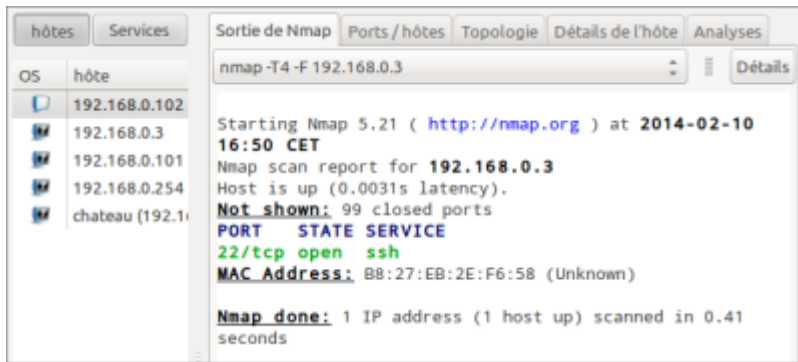 hôtes Services
Sortie de Nmap Ports / hôtes Topologie Détails de l'hôte Analyses
nmap -T4 -F 192.168.0.3 Détails
OS hôte
192.168.0.102
192.168.0.3
192.168.0.101
192.168.0.254
chateau (192.1
Starting Nmap 5.21 ( http://nmap.org ) at 2014-02-10
16:50 CET
Nmap scan report for 192.168.0.3
Host is up (0.0031s latency).
Not shown: 99 closed ports
PORT STATE SERVICE
22/tcp open ssh
MAC Address: B8:27:EB:2E:F6:58 (Unknown)
Nmap done: 1 IP address (1 host up) scanned in 0.41
seconds